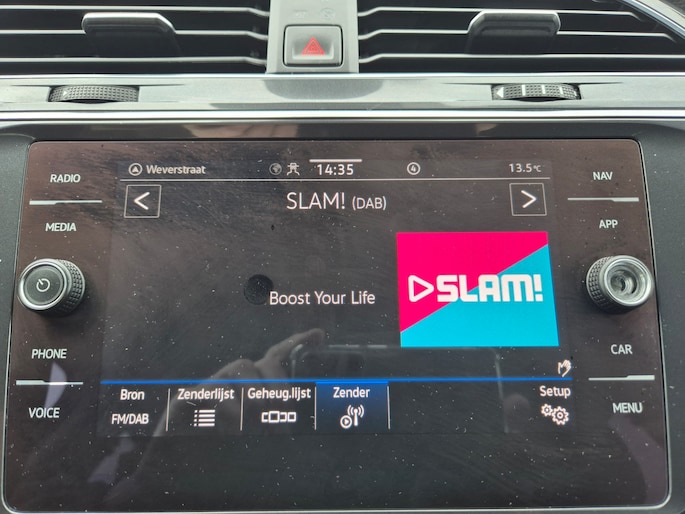 RADIO
MEDIA
PHONE
VOICE
Weverstraat
14:35
4
13.5°C
< SLAM! (DAB) >
Boost Your Life
SLAM!
Bron
FM/DAB
Zenderlijst
Geheug.lijst
Zender
Setup
NAV
APP
CAR
MENU